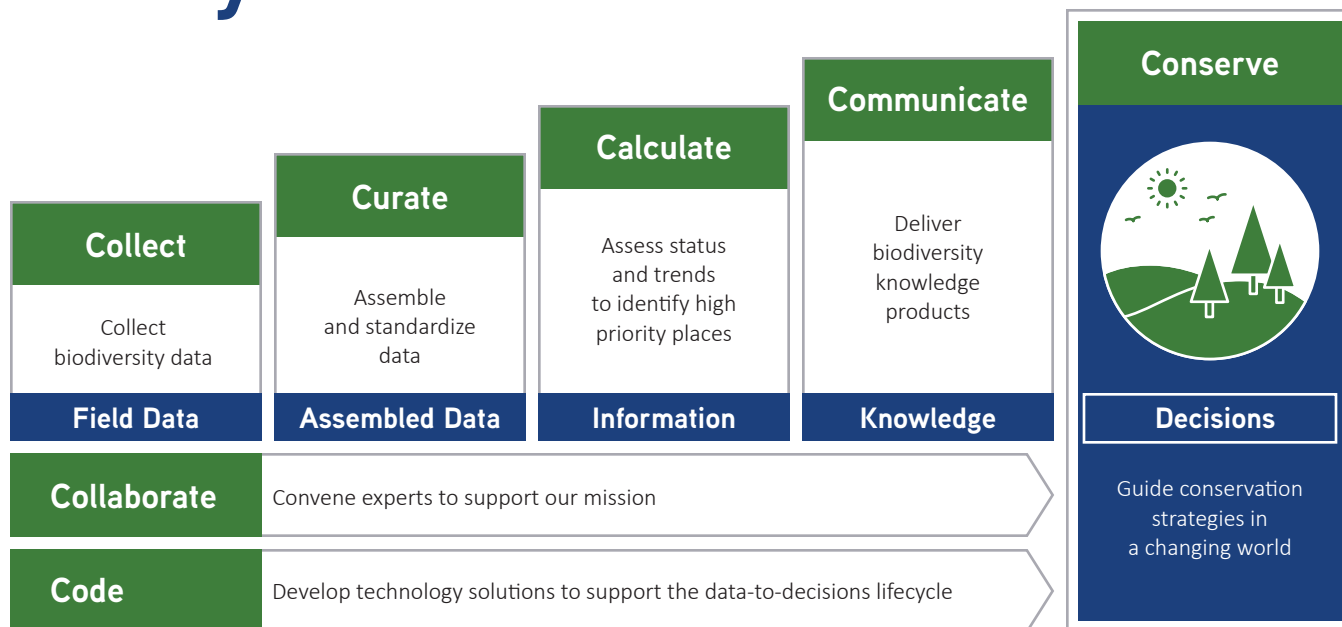 Collect
Collect
biodiversity data
Field Data
Curate
Assemble
and standardize
data
Assembled Data
Calculate
Assess status
and trends
to identify high
priority places
Information
Communicate
Deliver
biodiversity
knowledge
products
Knowledge
Conserve
Decisions
Guide conservation
strategies in
a changing world
Collaborate
Convene experts to support our mission
Code
Develop technology solutions to support the data-to-decisions lifecycle